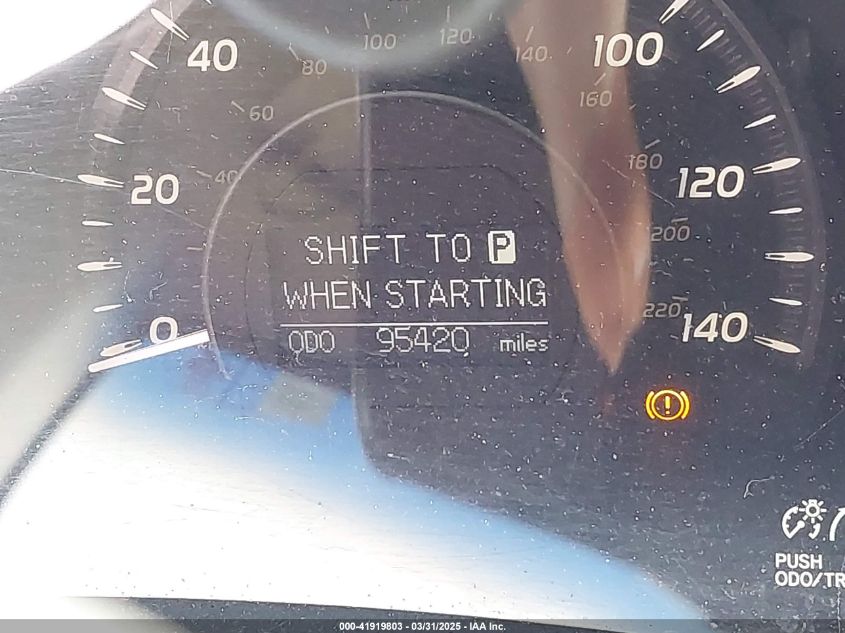 40
100
120
140
100
80
160
60
180
20
40
120
200
220
0
140
SHIFT TO P
WHEN STARTING
ODO 95420 miles
PUSH
ODO/TR
000-41919803 - 03/31/2025 - IAA Inc.